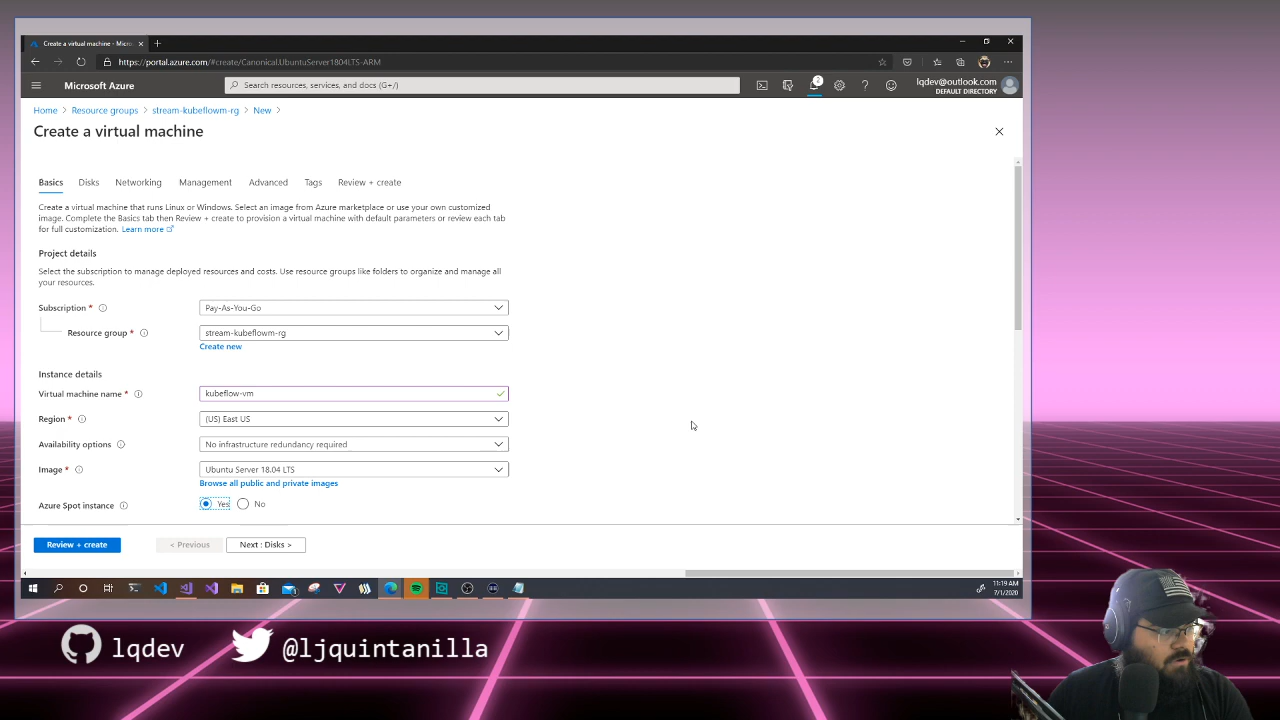 Create a virtual machine - Micro
https://portal.azure.com/#create/Canonical.UbuntuServer1804LTS-ARM
Microsoft Azure
Search resources, services, and docs (G+/)
2
lqdev@outlook.com
DEFAULT DIRECTORY
Home > Resource groups > stream-kubeflowm-rg > New >
Create a virtual machine
Basics Disks Networking Management Advanced Tags Review + create
Create a virtual machine that runs Linux or Windows. Select an image from Azure marketplace or use your own customized
image. Complete the Basics tab then Review + create to provision a virtual machine with default parameters or review each tab
for full customization. Learn more
Project details
Select the subscription to manage deployed resources and costs. Use resource groups like folders to organize and manage all
your resources.
Subscription * Pay-As-You-Go
Resource group * stream-kubeflowm-rg
Create new
Instance details
Virtual machine name * kubeflow-vm
Region * (US) East US
Availability options No infrastructure redundancy required
Image * Ubuntu Server 18.04 LTS
Browse all public and private images
Azure Spot instance Yes No
Review + create < Previous Next : Disks >
11:19 AM
7/1/2020
lqdev @ljquintanilla